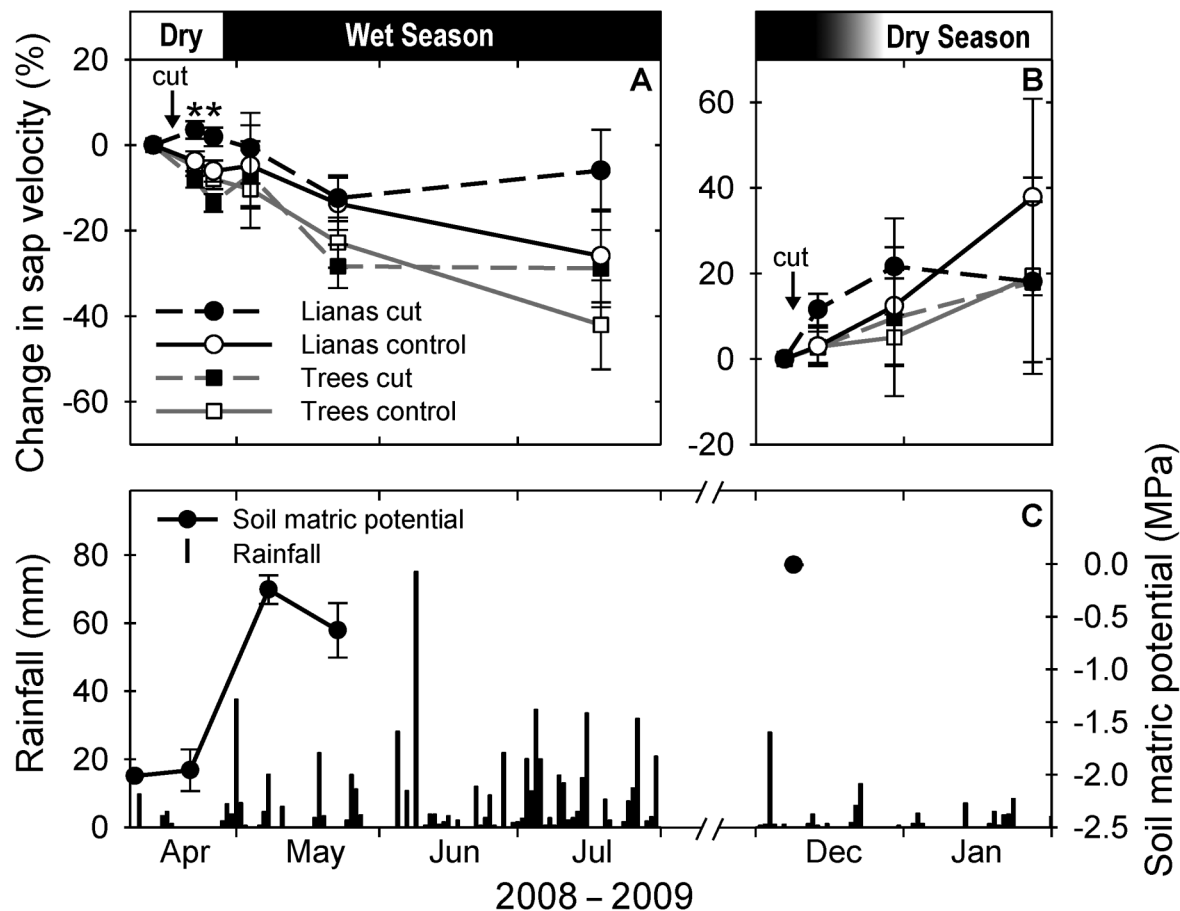 Dry Wet Season Dry Season
Change in sap velocity (%)
20
0
-20
-40
-60
cut
**
A
Lianas cut
Lianas control
Trees cut
Trees control
60
40
20
0
-20
cut
B
Rainfall (mm)
80
60
40
20
0
Soil matric potential
Rainfall
C
0.0
-0.5
-1.0
-1.5
-2.0
-2.5
Soil matric potential (MPa)
Apr May Jun Jul Dec Jan
2008 – 2009